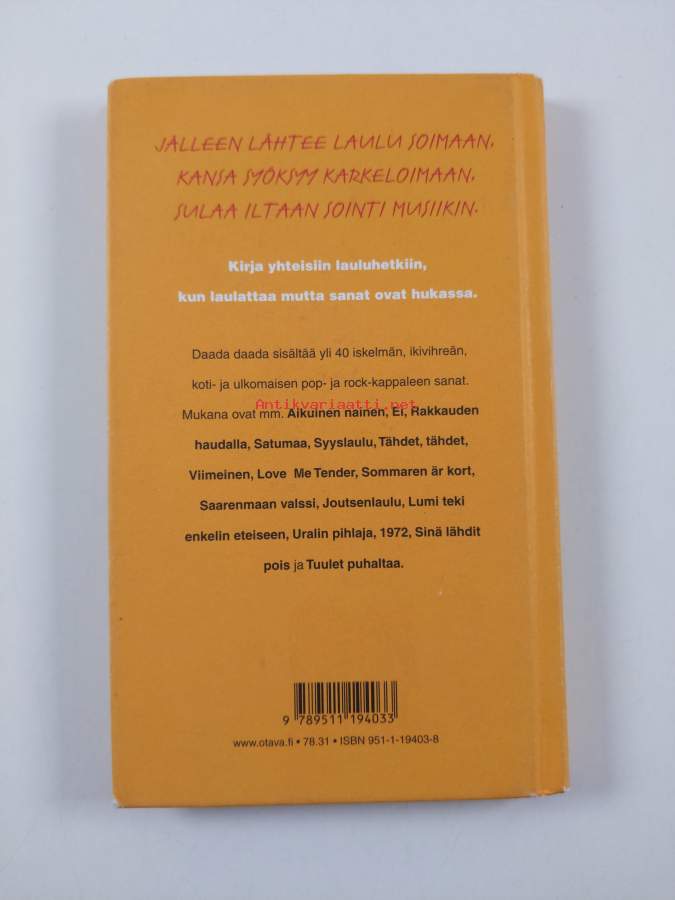 JÄLLEEN LÄHTEE LAULU SOIMAAN,
KANSA SYÖKSYY KARKELOIMAAN,
SULAA ILTAAN SOINTI MUSIIKIN.
Kirja yhteisiin lauluhetkiin,
kun laulattaa mutta sanat ovat hukassa.
Daada daada sisältää yli 40 iskelmän, ikivihreän,
koti- ja ulkomaisen pop- ja rock-kappaleen sanat.
Antikvariaatti.net
Mukana ovat mm. Aikuinen nainen, Ei, Rakkauden
haudalla, Satumaa, Syyslaulu, Tähdet, tähdet,
Viimeinen, Love Me Tender, Sommaren är kort,
Saarenmaan valssi, Joutsenlaulu, Lumi teki
enkelin eteiseen, Uralin pihlaja, 1972, Sinä lähdit
pois ja Tuulet puhaltaa.
9 789511 194033
www.otava.fi • 78.31 • ISBN 951-1-19403-8